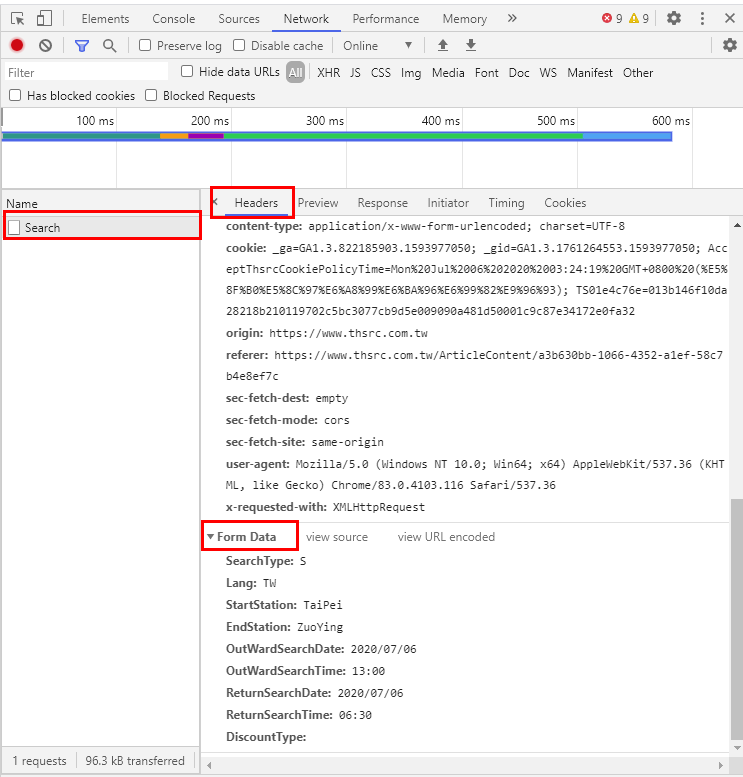 Elements Console Sources Network Performance Memory » 9 9
Preserve log Disable cache Online
Filter Hide data URLs All XHR JS CSS Img Media Font Doc WS Manifest Other
Has blocked cookies Blocked Requests
100 ms 200 ms 300 ms 400 ms 500 ms 600 ms
Name
Search
× Headers Preview Response Initiator Timing Cookies
content-type: application/x-www-form-urlencoded; charset=UTF-8
cookie: _ga=GA1.3.822185903.1593977050; _gid=GA1.3.1761264553.1593977050; Acc
eptThsrcCookiePolicyTime=Mon%20Jul%2006%202020%2003:24:19%20GMT+0800%20(%E5%
8F%B0%E5%8C%97%E6%A8%99%E6%BA%96%E6%99%82%E9%96%93); TS01e4c76e=013b146f10da
28218b210119702c5bc3077cb9d5e009090a481d50001c9c87e34172e0fa32
origin: https://www.thsrc.com.tw
referer: https://www.thsrc.com.tw/ArticleContent/a3b630bb-1066-4352-a1ef-58c7
b4e8ef7c
sec-fetch-dest: empty
sec-fetch-mode: cors
sec-fetch-site: same-origin
user-agent: Mozilla/5.0 (Windows NT 10.0; Win64; x64) AppleWebKit/537.36 (KHT
ML, like Gecko) Chrome/83.0.4103.116 Safari/537.36
x-requested-with: XMLHttpRequest
Form Data view source view URL encoded
SearchType: S
Lang: TW
StartStation: TaiPei
EndStation: ZuoYing
OutWardSearchDate: 2020/07/06
OutWardSearchTime: 13:00
ReturnSearchDate: 2020/07/06
ReturnSearchTime: 06:30
DiscountType:
1 requests 96.3 kB transferred